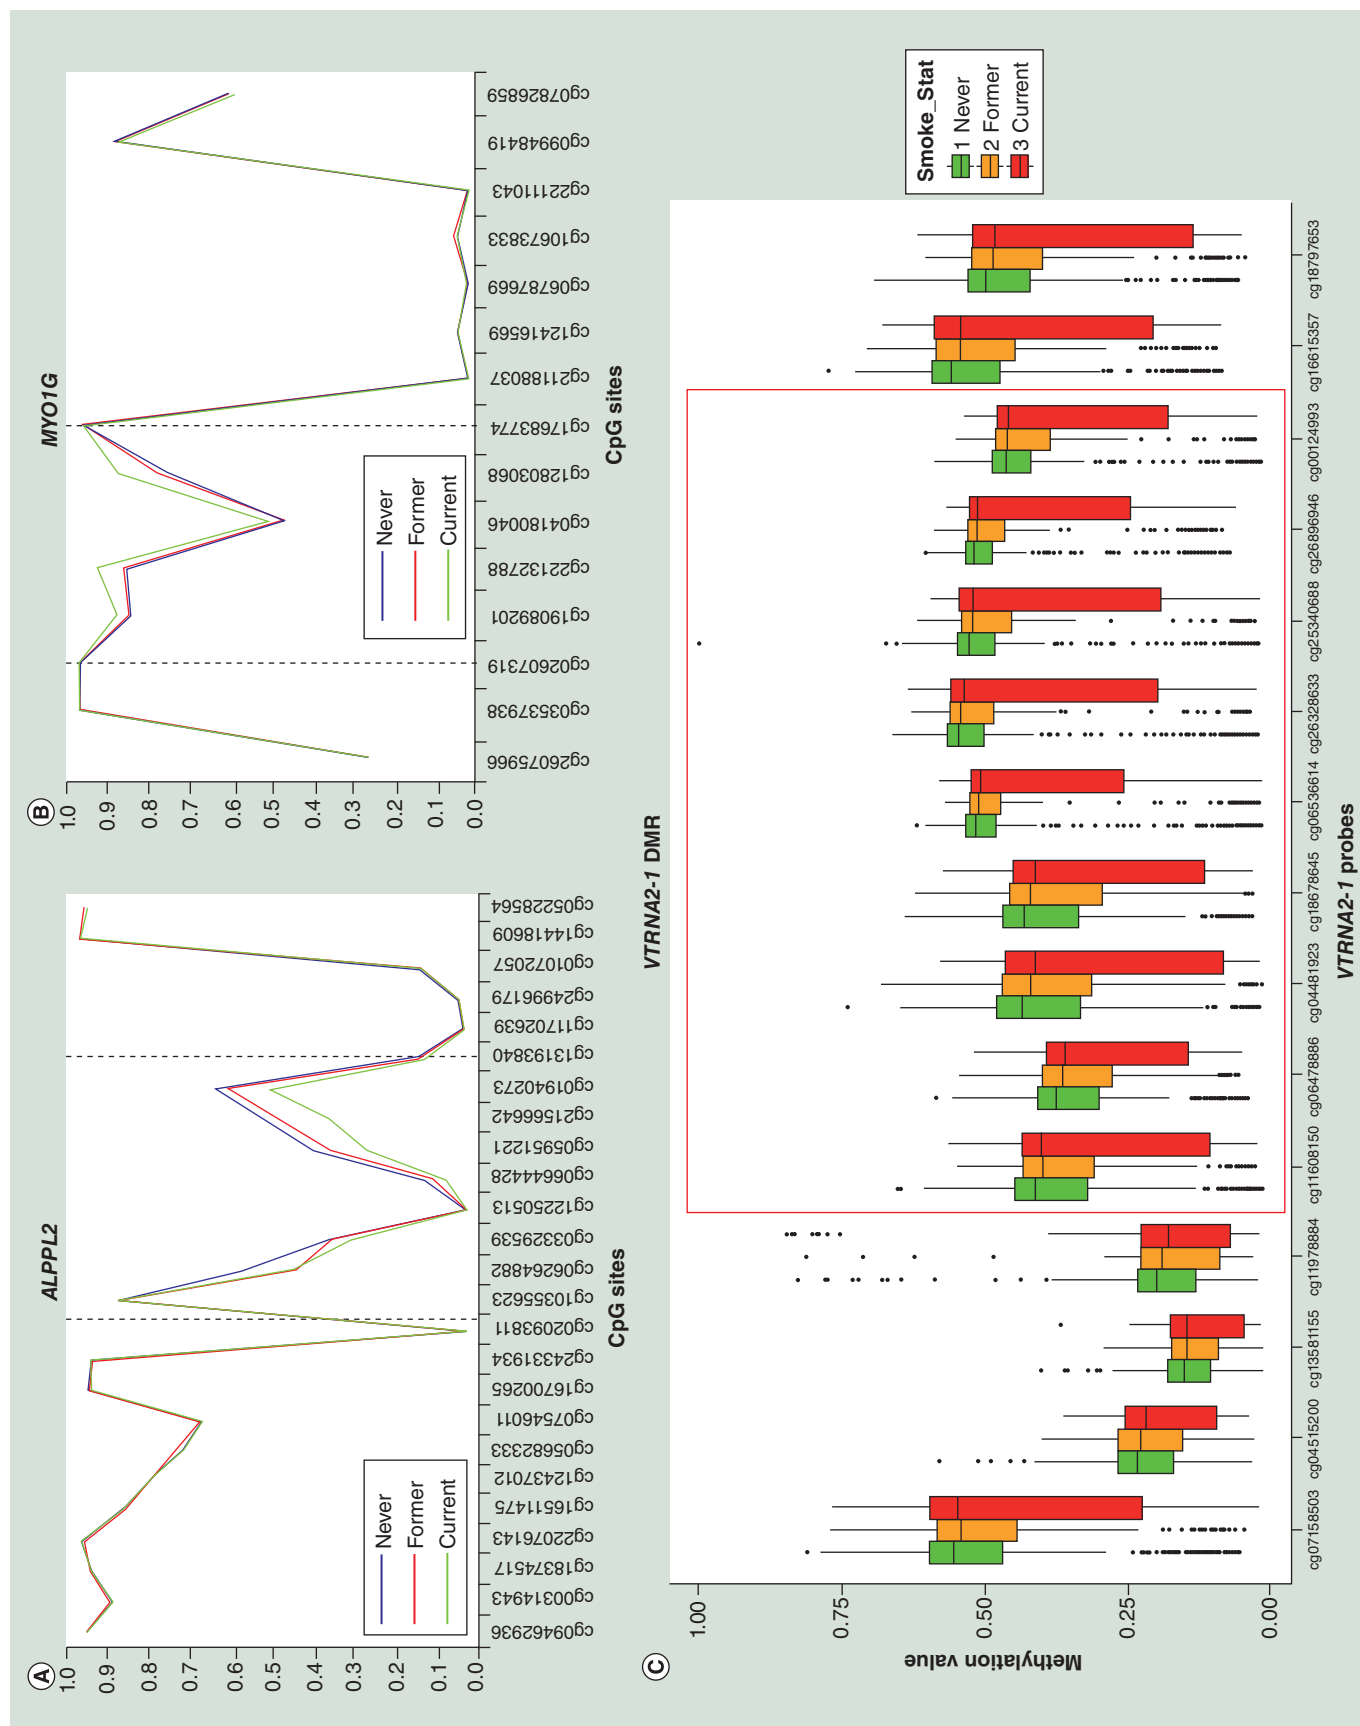 A
ALPPL2
1.0
0.9
0.8
0.7
0.6
0.5
0.4
0.3
0.2
0.1
0.0
Never
Former
Current
cg09462936
cg00314943
cg18374517
cg22076143
cg16511475
cg12437012
cg05682333
cg07546011
cg16700265
cg24331934
cg02093811
cg10355623
cg06264882
cg03329539
cg12250513
cg06644428
cg05951221
cg21566642
cg01940273
cg13193840
cg11702639
cg24996179
cg01072057
cg14418609
cg05228564
CpG sites
B
MYO1G
1.0
0.9
0.8
0.7
0.6
0.5
0.4
0.3
0.2
0.1
0.0
Never
Former
Current
cg26075966
cg03537938
cg02607319
cg19089201
cg22132788
cg04180046
cg12803068
cg17683774
cg21188037
cg12416569
cg06787669
cg10673833
cg22111043
cg09948419
cg07826859
CpG sites
C
VTRNA2-1 DMR
Methylation value
1.00
0.75
0.50
0.25
0.00
cg07158503
cg04515200
cg13581155
cg11978884
cg11608150
cg06478886
cg04481923
cg18678645
cg06536614
cg26328633
cg25340688
cg26896946
cg00124993
cg16615357
cg18797653
VTRNA2-1 probes
Smoke_Stat
1 Never
2 Former
3 Current